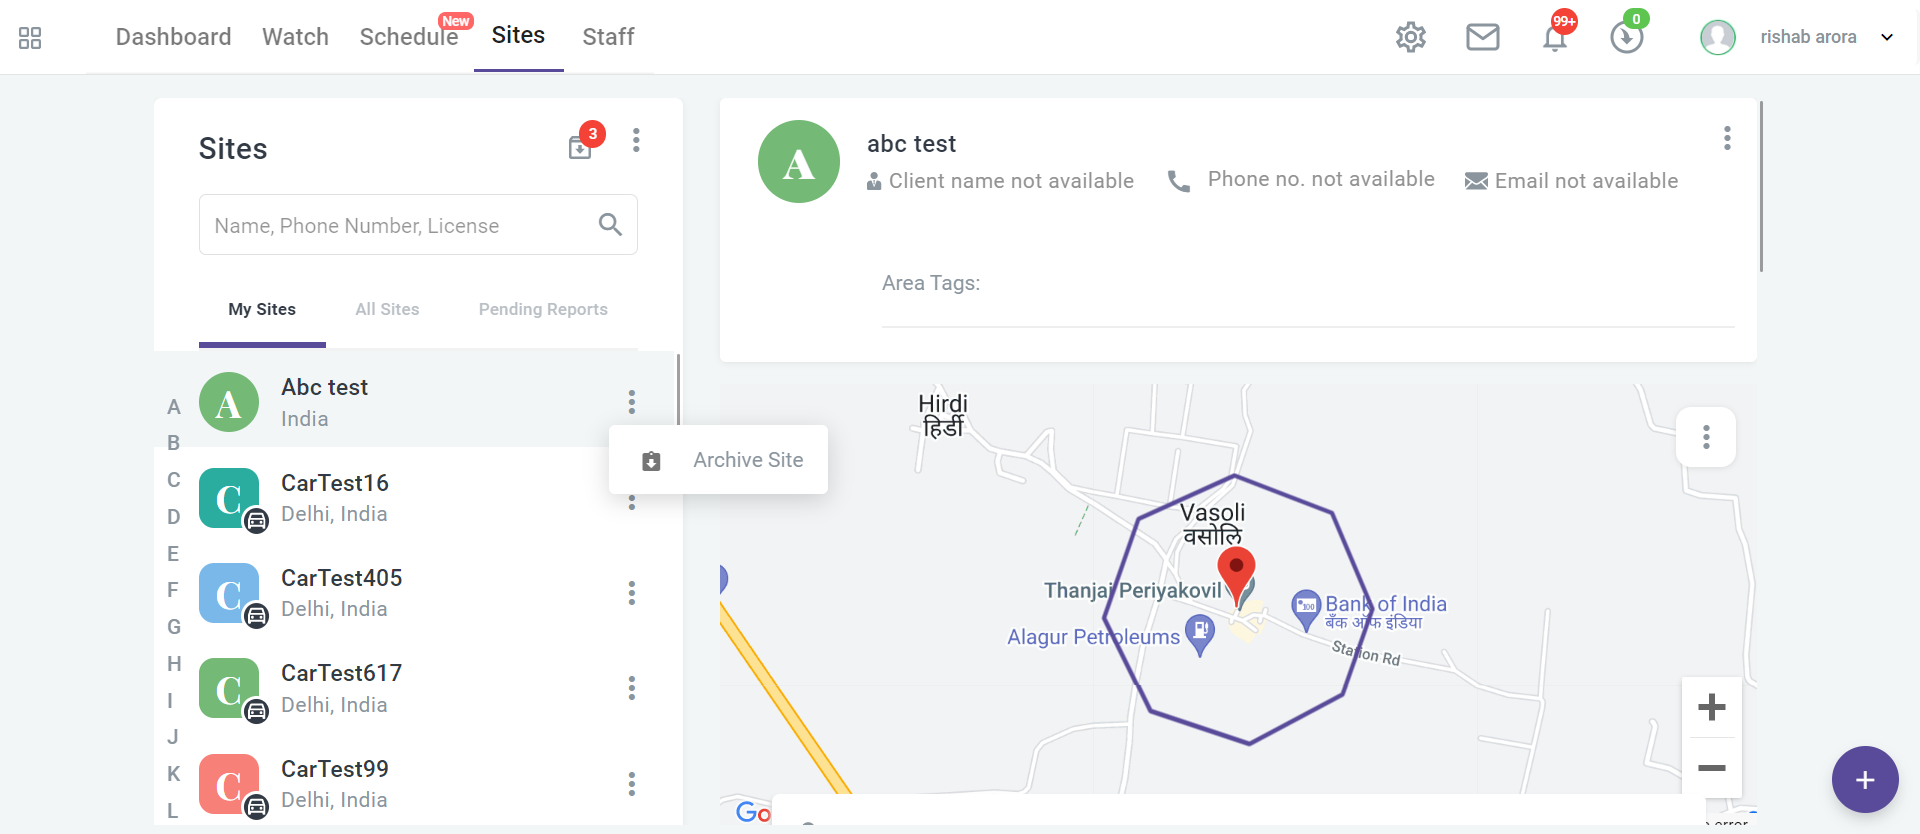 Dashboard
Watch
Schedule
New
Sites
Staff
99+
0
rishab arora
Sites
3
Name, Phone Number, License
My Sites
All Sites
Pending Reports
A
B
C
D
E
F
G
H
I
J
K
L
A
Abc test
India
Archive Site
C
CarTest16
Delhi, India
C
CarTest405
Delhi, India
C
CarTest617
Delhi, India
C
CarTest99
Delhi, India
A
abc test
Client name not available
Phone no. not available
Email not available
Area Tags:
Hirdi
हिर्डी
Vasoli
वसोलि
Thanjai Periyakovil
100
Bank of India
बँक ऑफ इंडिया
Alagur Petroleums
Station Rd
Go